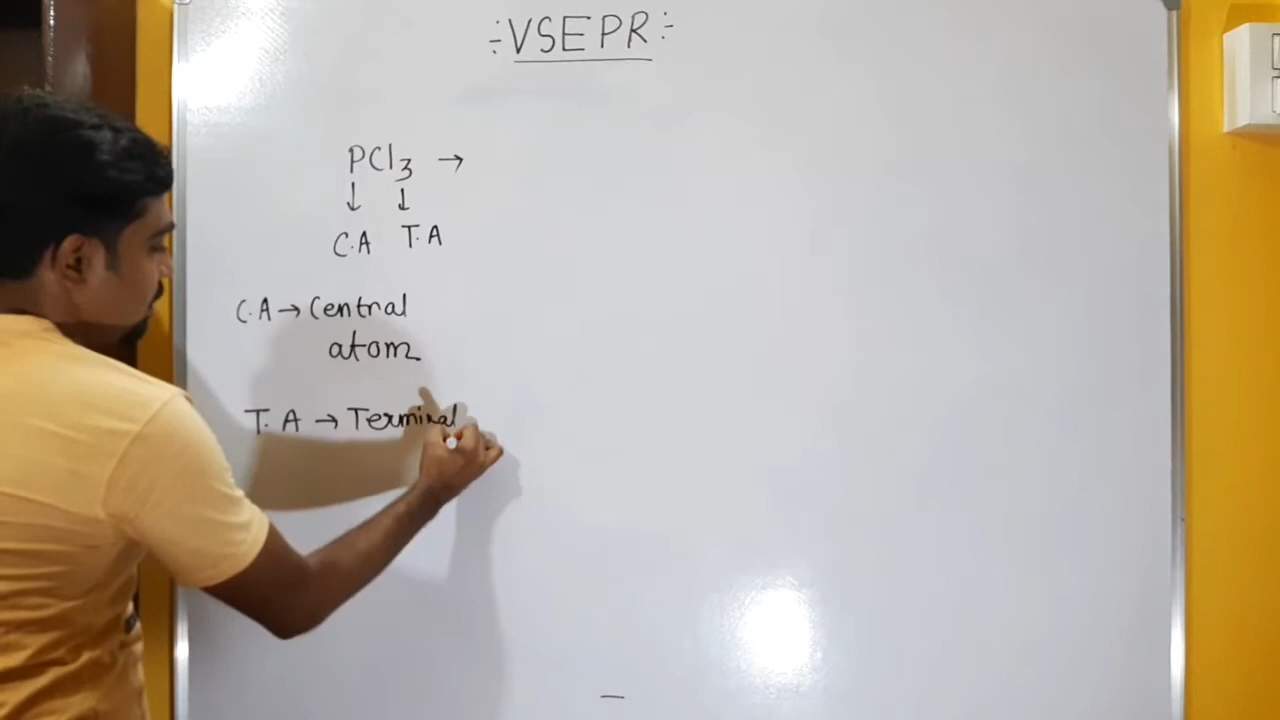 ÷VSEPR÷
PCl3 →
↓ ↓
C.A T.A
C.A → Central
atom
T.A → Terminal